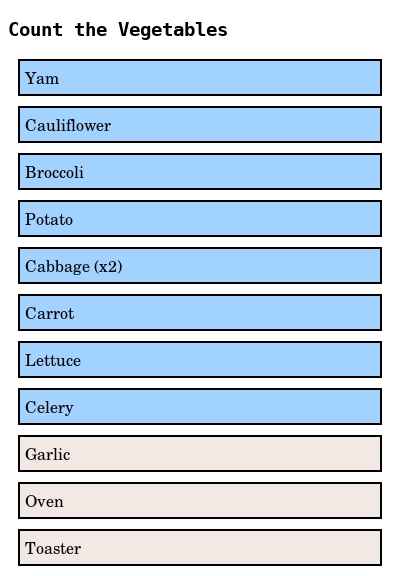 Count the Vegetables
Yam
Cauliflower
Broccoli
Potato
Cabbage (x2)
Carrot
Lettuce
Celery
Garlic
Oven
Toaster